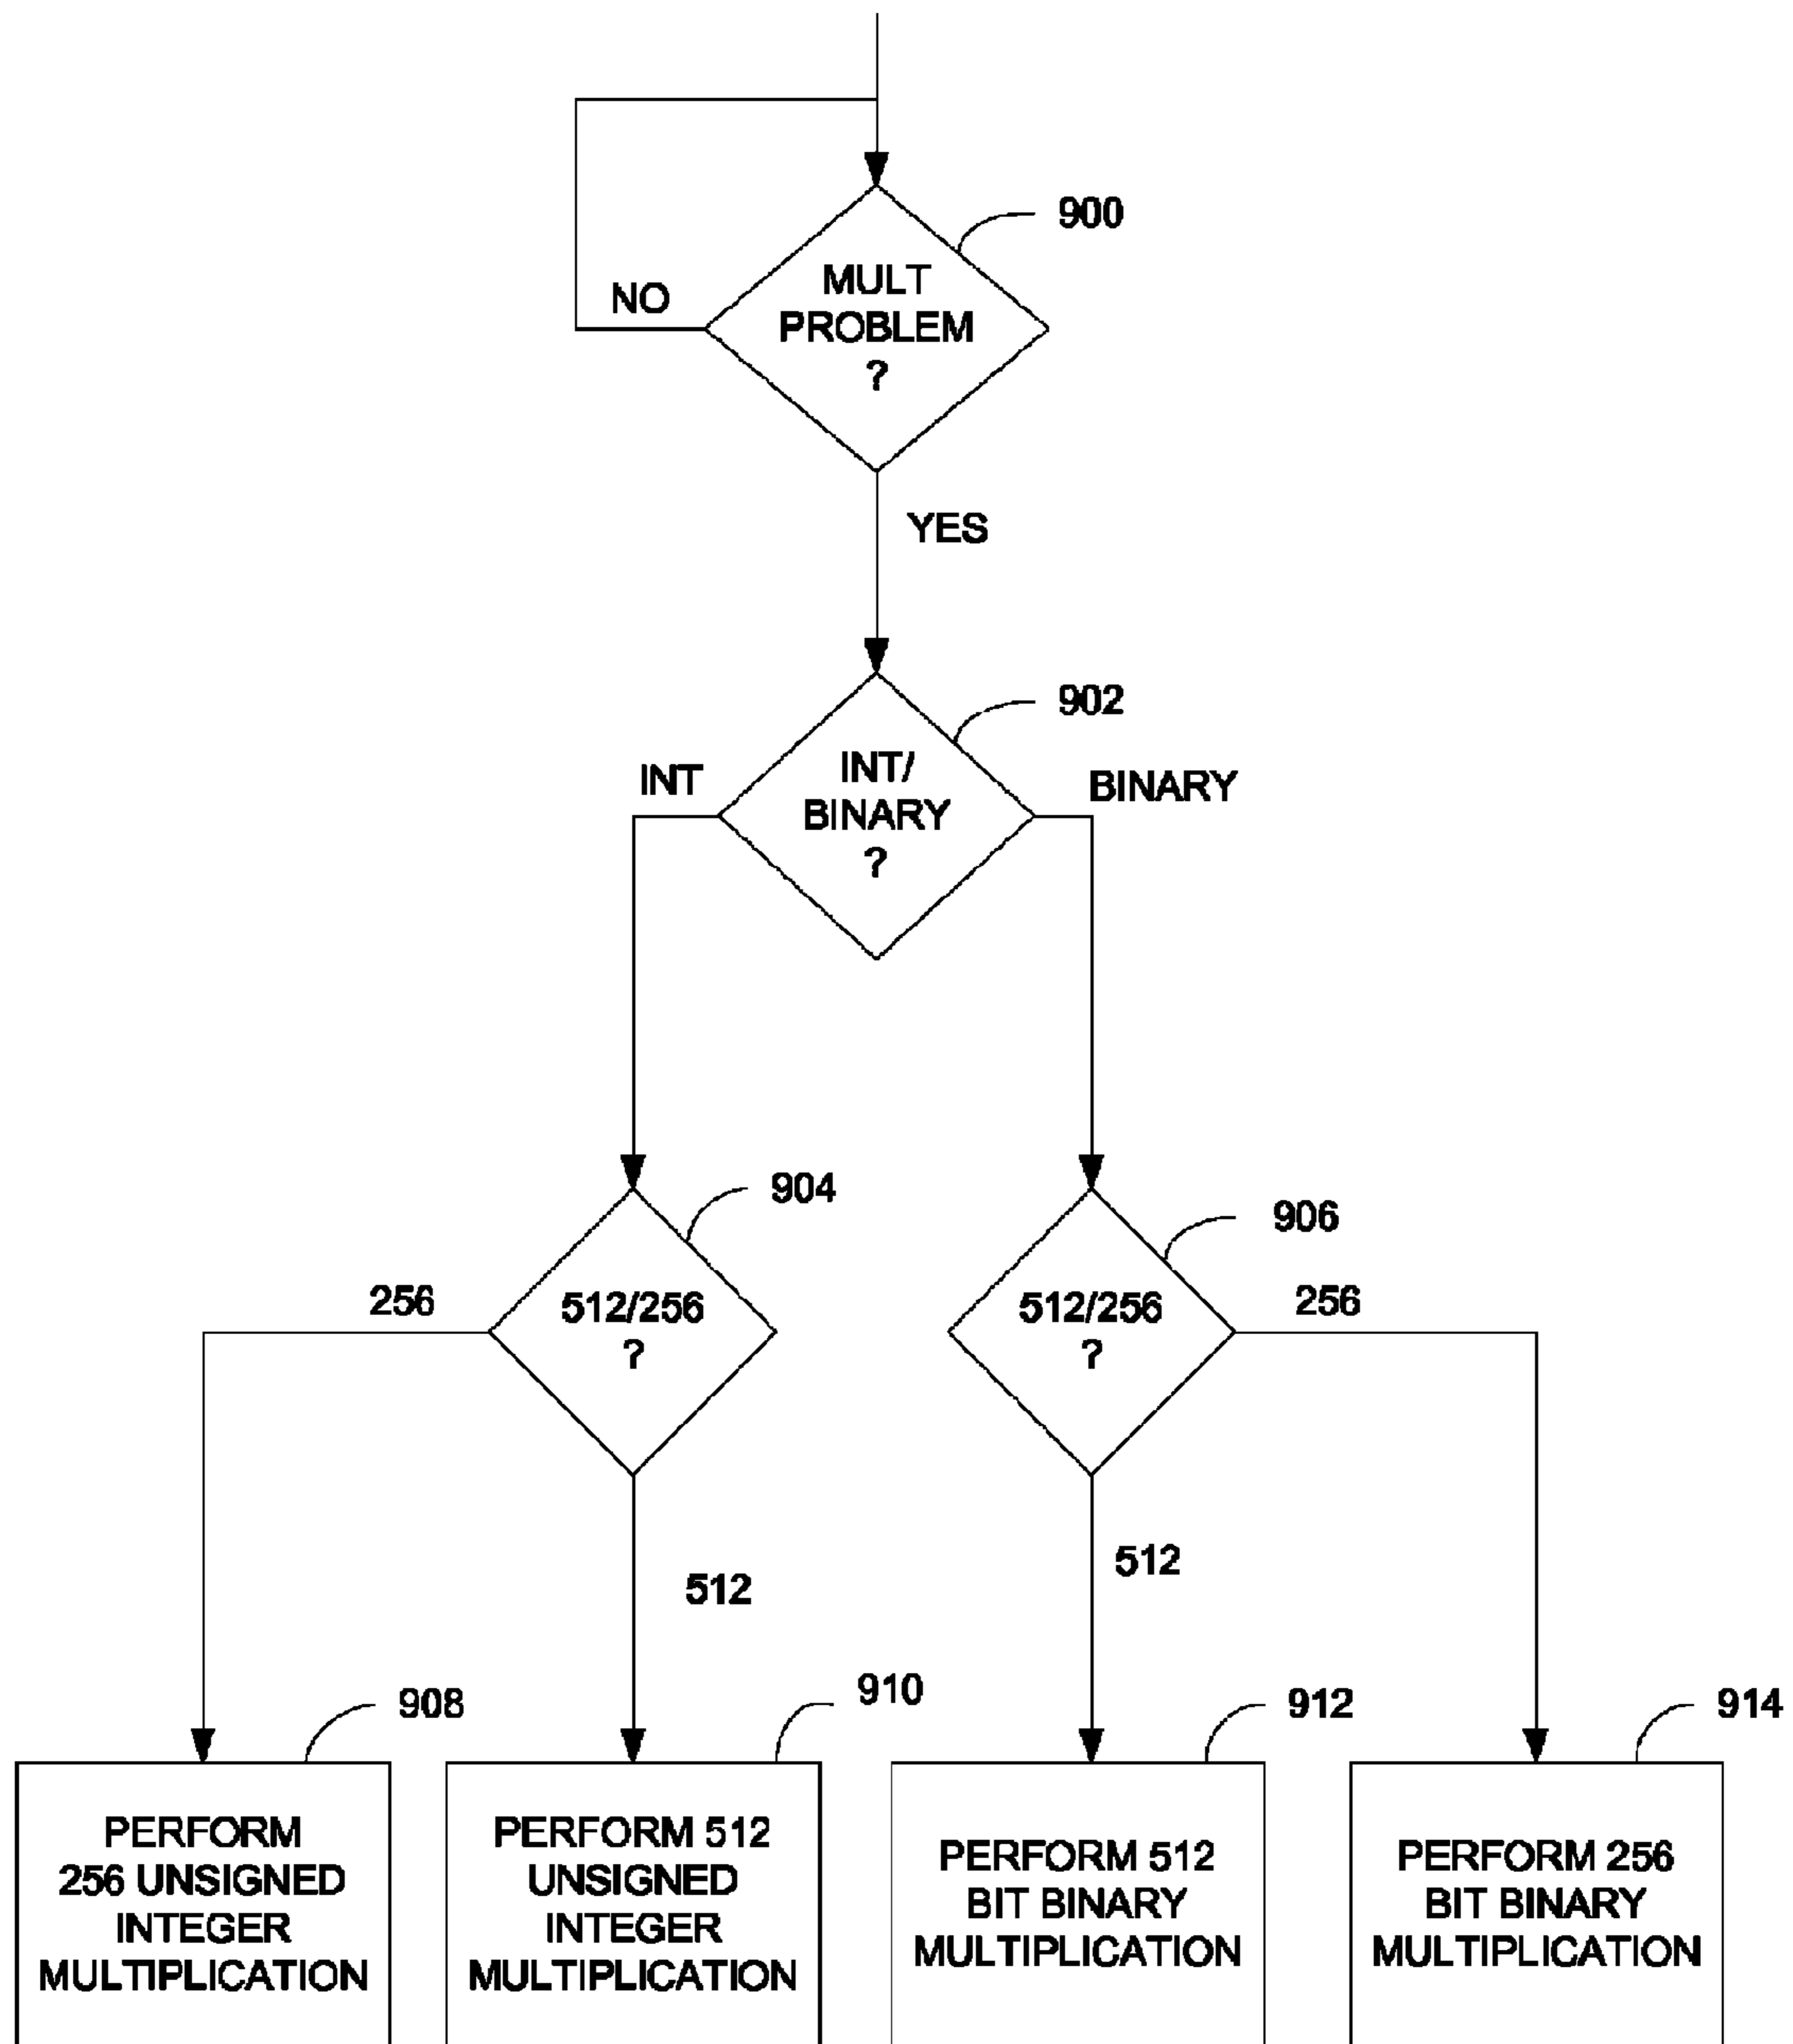 900
MULT
PROBLEM
?
NO
YES
902
INT/
BINARY
?
INT
BINARY
904
906
512/256
?
512/256
?
256
256
512
512
908
910
912
914
PERFORM
256 UNSIGNED
INTEGER
MULTIPLICATION
PERFORM 512
UNSIGNED
INTEGER
MULTIPLICATION
PERFORM 512
BIT BINARY
MULTIPLICATION
PERFORM 256
BIT BINARY
MULTIPLICATION